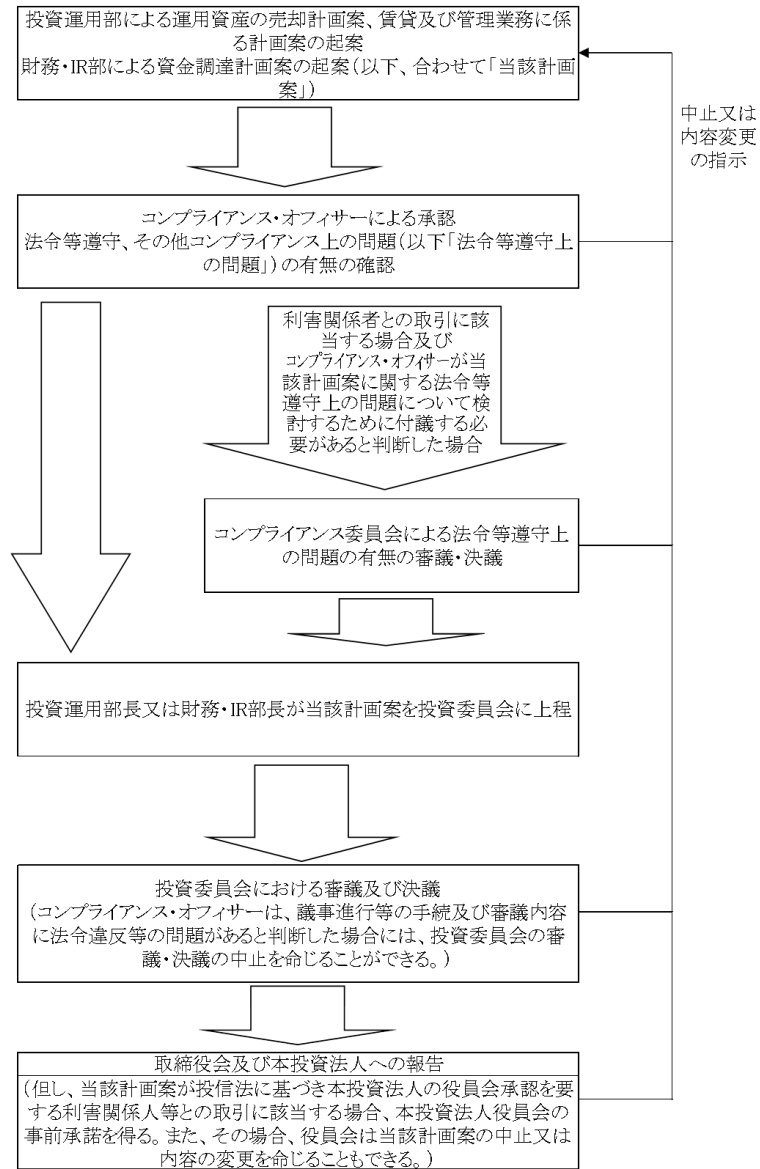 投資運用部による運用資産の売却計画案、賃貸及び管理業務に係
る計画案の起案
財務・IR部による資金調達計画案の起案(以下、合わせて「当該計画
案」)
中止又は
内容変更
の指示
コンプライアンス・オフィサーによる承認
法令等遵守、その他コンプライアンス上の問題(以下「法令等遵守上
の問題」)の有無の確認
利害関係者との取引に該
当する場合及び
コンプライアンス・オフィサーが当
該計画案に関する法令等
遵守上の問題について検
討するために付議する必
要があると判断した場合
コンプライアンス委員会による法令等遵守上
の問題の有無の審議・決議
投資運用部長又は財務・IR部長が当該計画案を投資委員会に上程
投資委員会における審議及び決議
(コンプライアンス・オフィサーは、議事進行等の手続及び審議内容
に法令違反等の問題があると判断した場合には、投資委員会の審
議・決議の中止を命じることができる。)
取締役会及び本投資法人への報告
(但し、当該計画案が投信法に基づき本投資法人の役員会承認を要
する利害関係人等との取引に該当する場合、本投資法人役員会の
事前承諾を得る。また、その場合、役員会は当該計画案の中止又は
内容の変更を命じることもできる。)